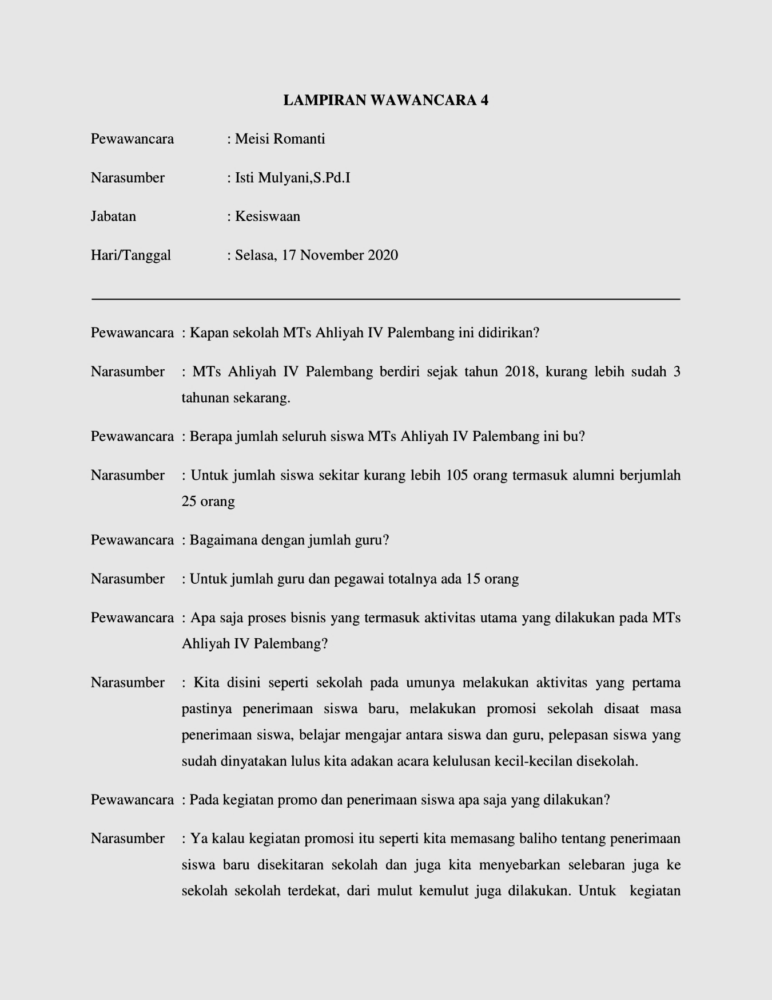 LAMPIRAN WAWANCARA 4
Pewawancara : Meisi Romanti
Narasumber : Isti Mulyani,S.Pd.I
Jabatan : Kesiswaan
Hari/Tanggal : Selasa, 17 November 2020
Pewawancara : Kapan sekolah MTs Ahliyah IV Palembang ini didirikan?
Narasumber : MTs Ahliyah IV Palembang berdiri sejak tahun 2018, kurang lebih sudah 3
tahunan sekarang.
Pewawancara : Berapa jumlah seluruh siswa MTs Ahliyah IV Palembang ini bu?
Narasumber : Untuk jumlah siswa sekitar kurang lebih 105 orang termasuk alumni berjumlah
25 orang
Pewawancara : Bagaimana dengan jumlah guru?
Narasumber : Untuk jumlah guru dan pegawai totalnya ada 15 orang
Pewawancara : Apa saja proses bisnis yang termasuk aktivitas utama yang dilakukan pada MTs
Ahliyah IV Palembang?
Narasumber : Kita disini seperti sekolah pada umunya melakukan aktivitas yang pertama
pastinya penerimaan siswa baru, melakukan promosi sekolah disaat masa
penerimaan siswa, belajar mengajar antara siswa dan guru, pelepasan siswa yang
sudah dinyatakan lulus kita adakan acara kelulusan kecil-kecilan disekolah.
Pewawancara : Pada kegiatan promo dan penerimaan siswa apa saja yang dilakukan?
Narasumber : Ya kalau kegiatan promosi itu seperti kita memasang baliho tentang penerimaan
siswa baru disekitaran sekolah dan juga kita menyebarkan selebaran juga ke
sekolah sekolah terdekat, dari mulut kemulut juga dilakukan. Untuk kegiatan